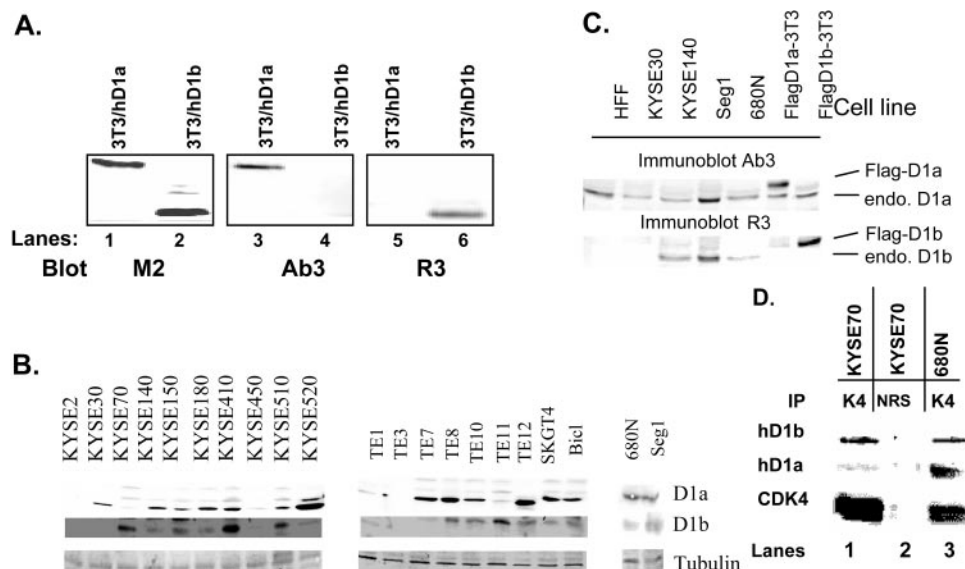 A.
3T3/hD1a
3T3/hD1b
3T3/hD1a
3T3/hD1b
3T3/hD1a
3T3/hD1b
Lanes: 1 2 3 4 5 6
Blot M2 Ab3 R3
C.
HFF
KYSE30
KYSE140
Seg1
680N
FlagD1a-3T3
FlagD1b-3T3
Cell line
Immunoblot Ab3
Flag-D1a
endo. D1a
Immunoblot R3
Flag-D1b
endo. D1b
B.
KYSE2
KYSE30
KYSE70
KYSE140
KYSE150
KYSE180
KYSE410
KYSE450
KYSE510
KYSE520
TE1
TE3
TE7
TE8
TE10
TE11
TE12
SKGT4
BicI
680N
Seg1
D1a
D1b
Tubulin
D.
KYSE70
KYSE70
680N
IP K4 NRS K4
hD1b
hD1a
CDK4
Lanes 1 2 3